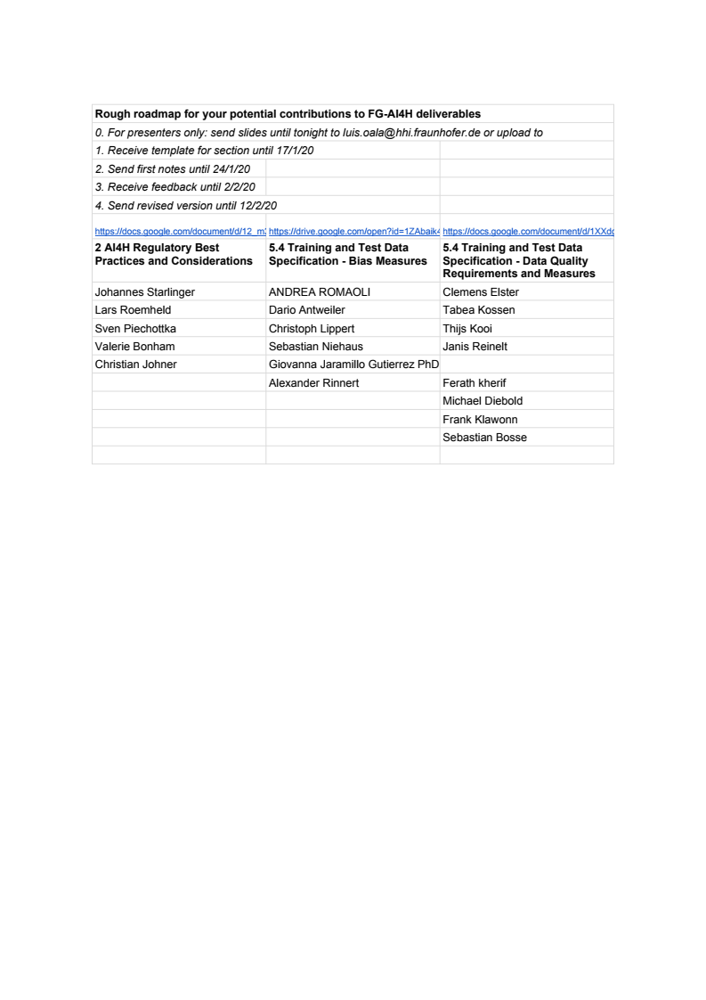 Rough roadmap for your potential contributions to FG-AI4H deliverables
0. For presenters only: send slides until tonight to luis.oala@hhi.fraunhofer.de or upload to
1. Receive template for section until 17/1/20
2. Send first notes until 24/1/20
3. Receive feedback until 2/2/20
4. Send revised version until 12/2/20
https://docs.google.com/document/d/12_m https://drive.google.com/open?id=1ZAbaik https://docs.google.com/document/d/1XXd
2 AI4H Regulatory Best 5.4 Training and Test Data 5.4 Training and Test Data
Practices and Considerations Specification - Bias Measures Specification - Data Quality
Requirements and Measures
Johannes Starlinger ANDREA ROMAOLI Clemens Elster
Lars Roemheld Dario Antweiler Tabea Kossen
Sven Piechottka Christoph Lippert Thijs Kooi
Valerie Bonham Sebastian Niehaus Janis Reinelt
Christian Johner Giovanna Jaramillo Gutierrez PhD
Alexander Rinnert Ferath kherif
Michael Diebold
Frank Klawonn
Sebastian Bosse